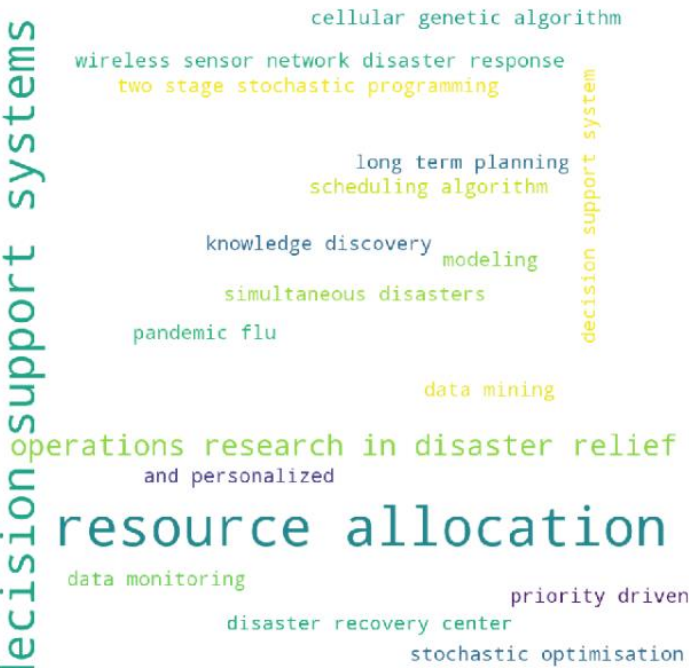 cellular genetic algorithm
wireless sensor network disaster response
two stage stochastic programming
long term planning
scheduling algorithm
decision support system
knowledge discovery
modeling
simultaneous disasters
pandemic flu
data mining
ecision support systems
operations research in disaster relief
and personalized
resource allocation
data monitoring
priority driven
disaster recovery center
stochastic optimisation